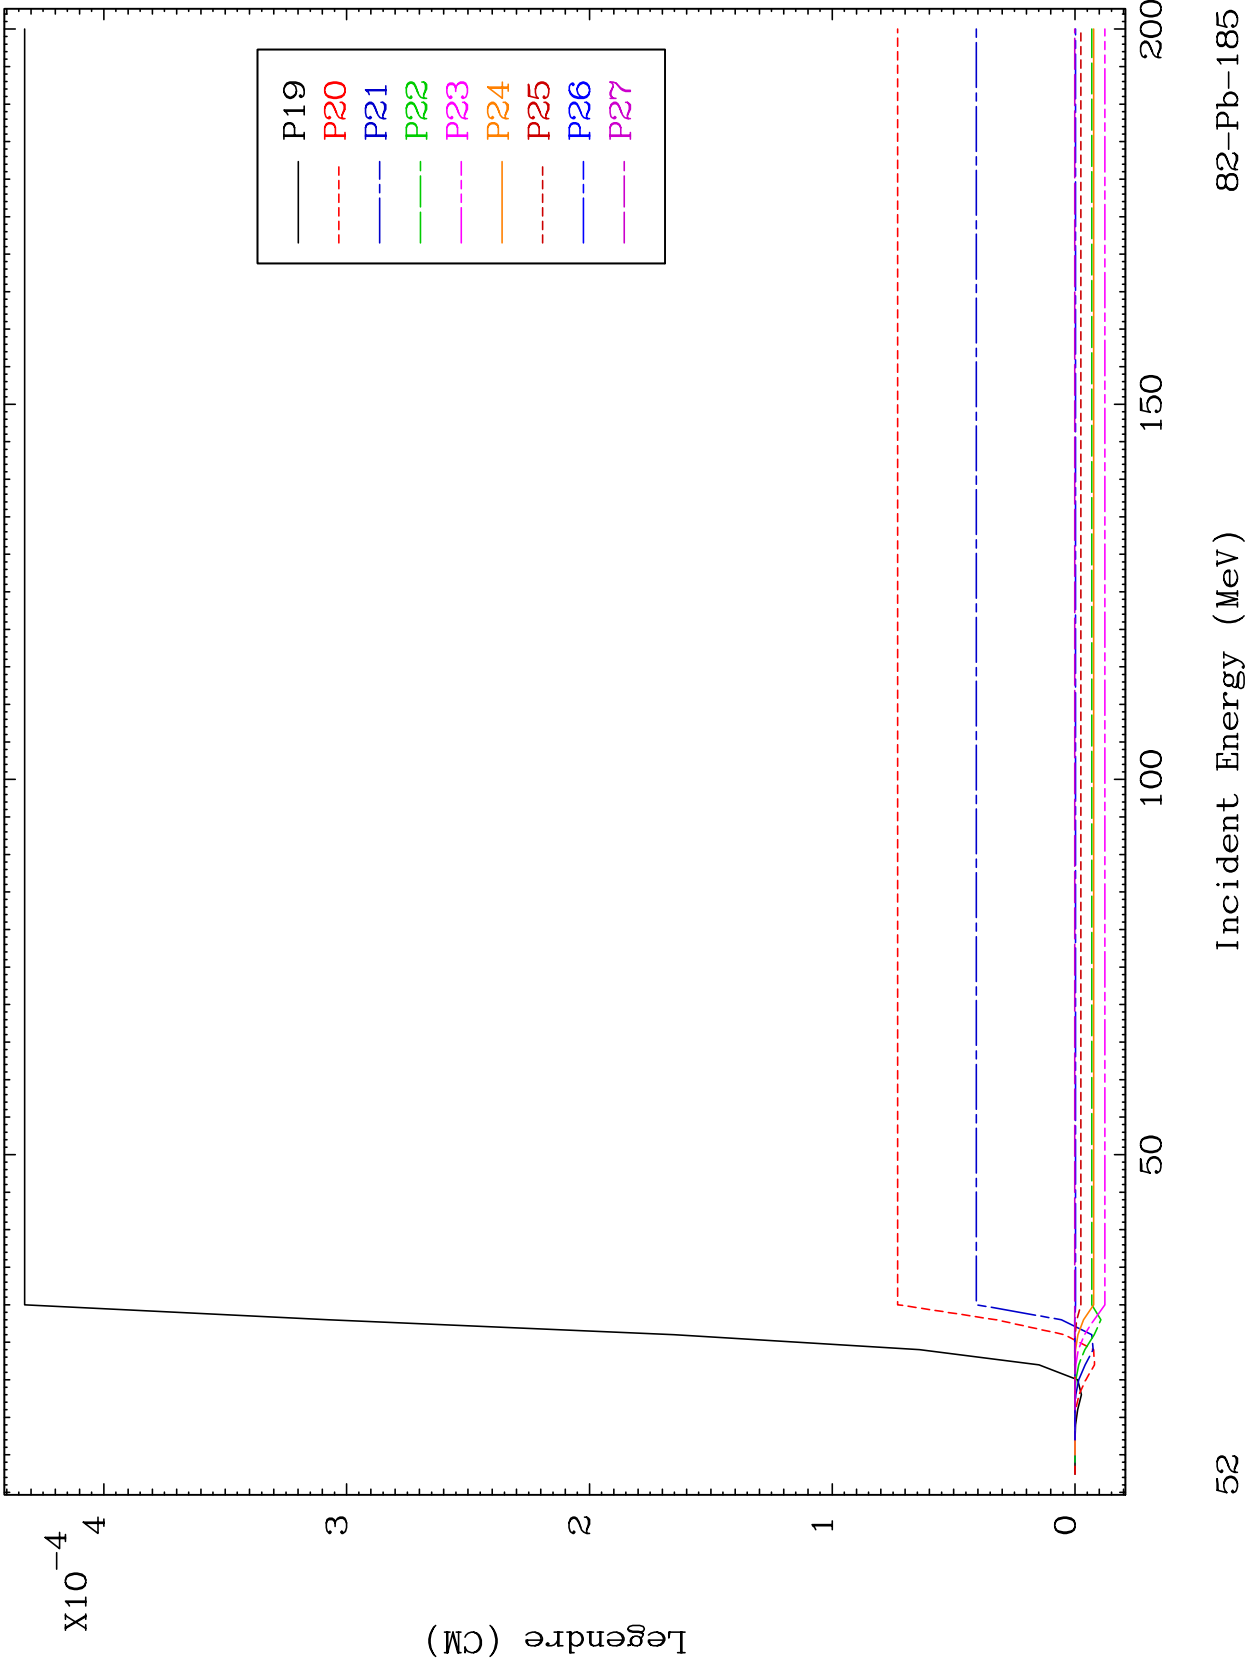 X10-4
4
3
2
1
0
Legendre (CM)
P19
P20
P21
P22
P23
P24
P25
P26
P27
50
100
150
200
52
Incident Energy (MeV)
82-Pb-185